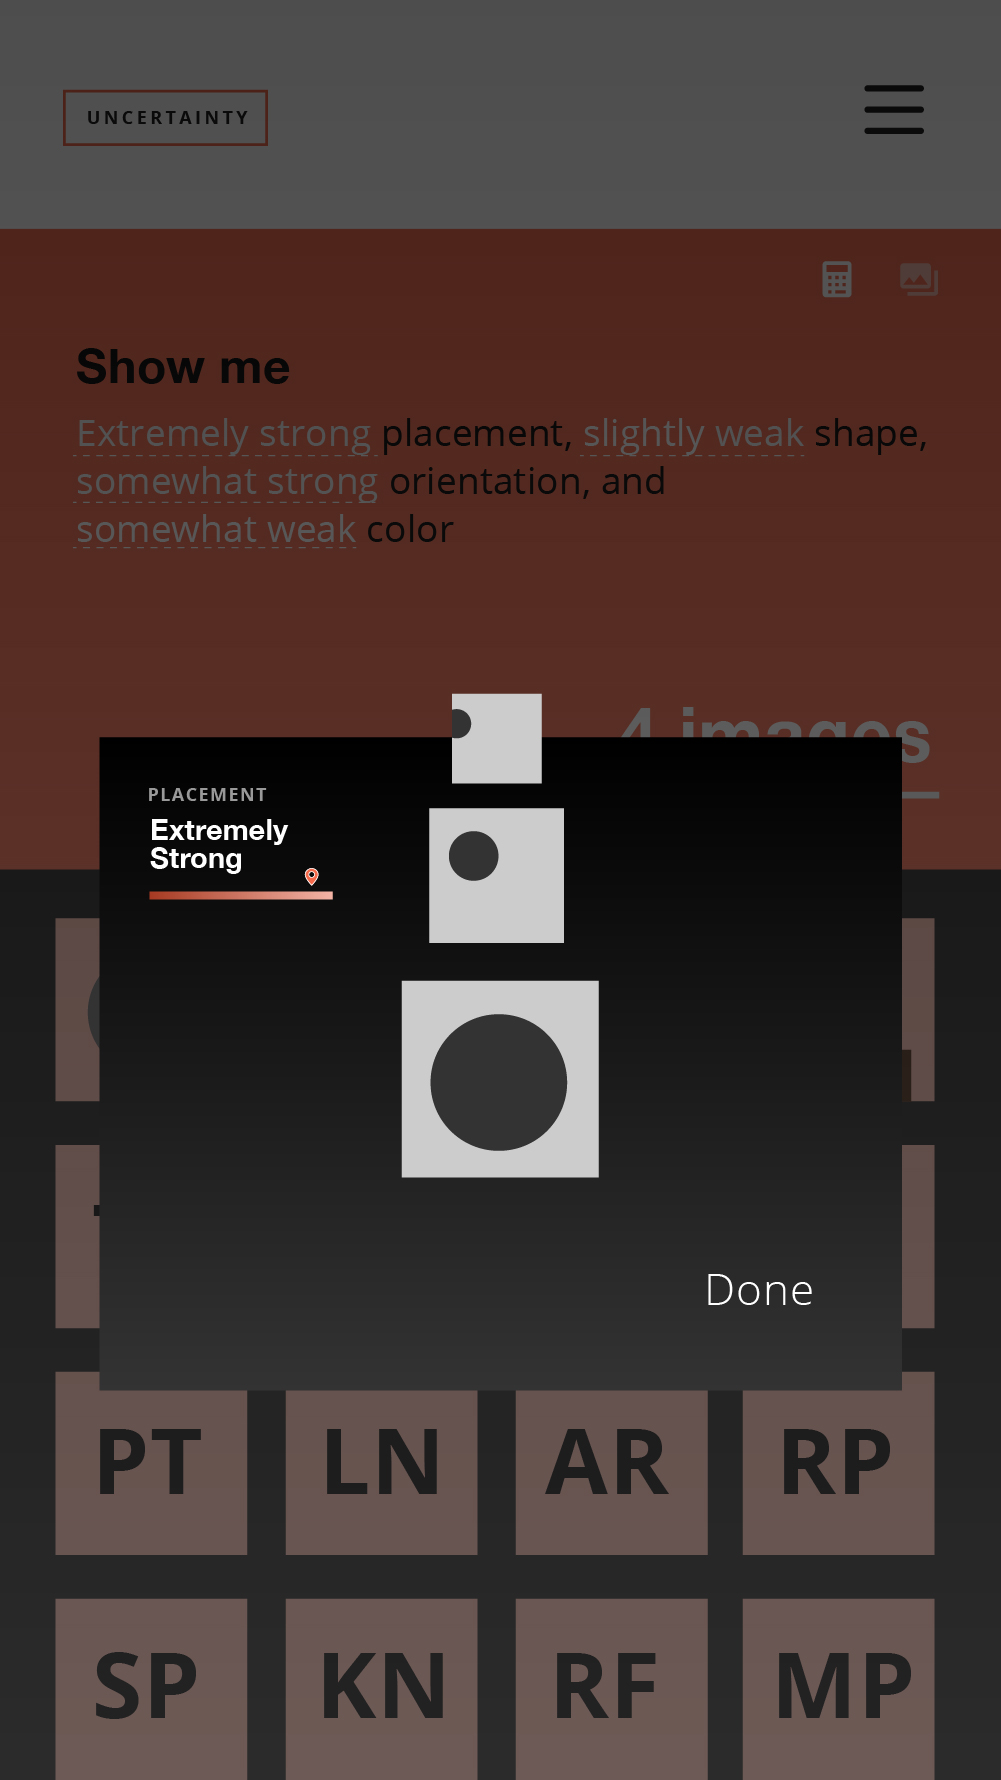 UNCERTAINTY
Show me
Extremely strong placement, slightly weak shape,
somewhat strong orientation, and
somewhat weak color
4 images
PLACEMENT
Extremely
Strong
Done
PT LN AR RP
SP KN RF MP